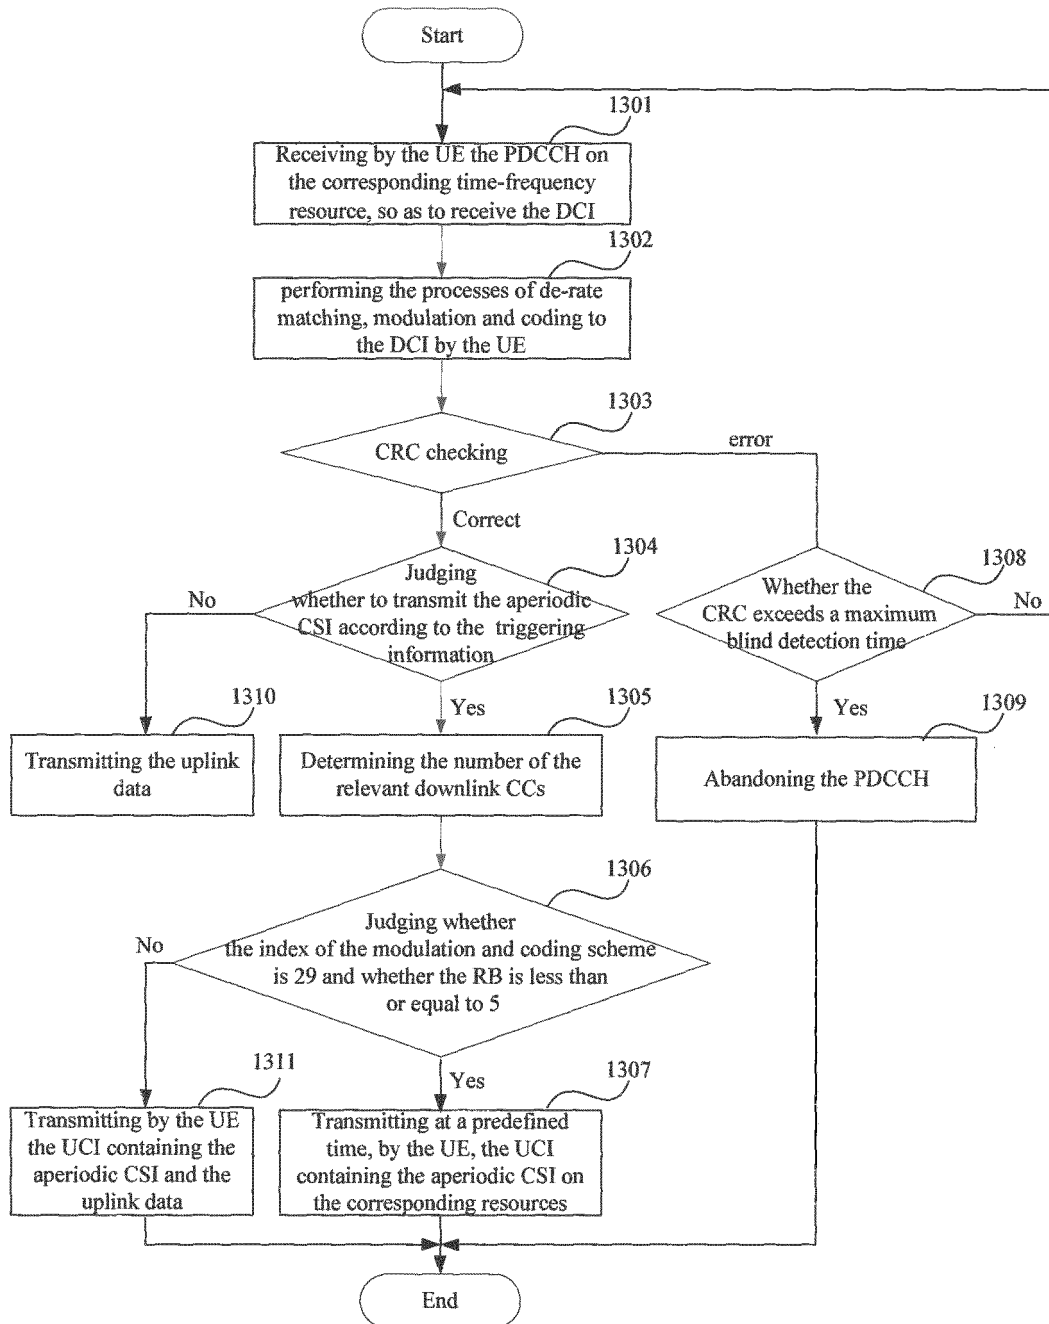 Start
1301
Receiving by the UE the PDCCH on
the corresponding time-frequency
resource, so as to receive the DCI
1302
performing the processes of de-rate
matching, modulation and coding to
the DCI by the UE
1303
CRC checking
error
Correct
1304
Judging
whether to transmit the aperiodic
CSI according to the triggering
information
No
1308
Whether the
CRC exceeds a maximum
blind detection time
No
1310
Transmitting the uplink
data
Yes
1305
Determining the number of the
relevant downlink CCs
Yes
1309
Abandoning the PDCCH
1306
Judging whether
the index of the modulation and coding scheme
is 29 and whether the RB is less than
or equal to 5
No
1311
Transmitting by the UE
the UCI containing the
aperiodic CSI and the
uplink data
Yes
1307
Transmitting at a predefined
time, by the UE, the UCI
containing the aperiodic CSI on
the corresponding resources
End